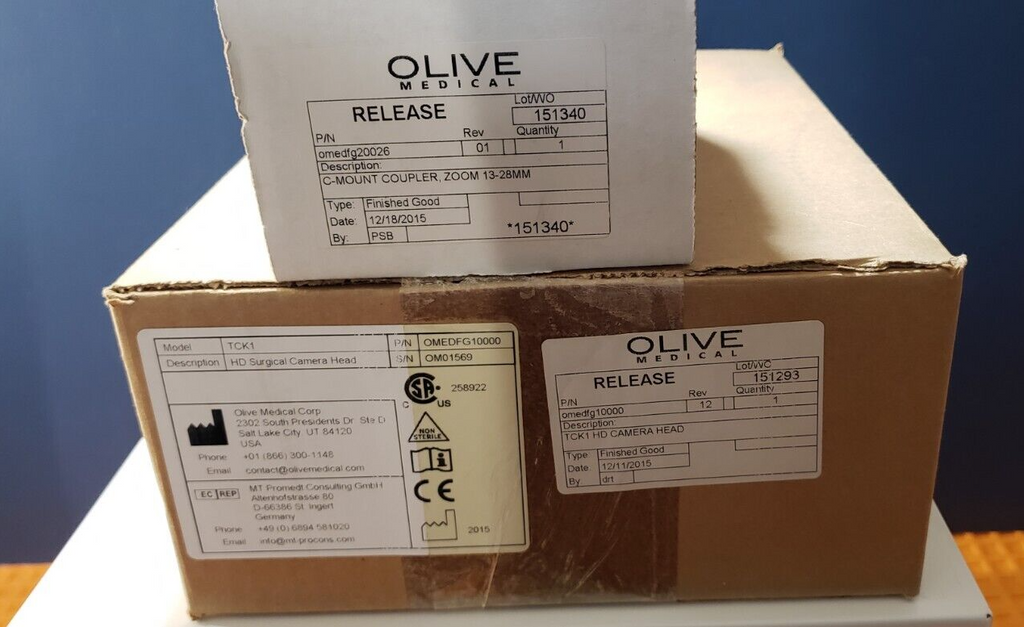 OLIVE
MEDICAL
RELEASE
Lot/WO
151340
P/N
Rev
Quantity
omedfg20026
01
1
Description:
C-MOUNT COUPLER, ZOOM 13-28MM
Type: Finished Good
Date: 12/18/2015
By: PSB
*151340*
Model TCK1 P/N OMEDFG10000
Description HD Surgical Camera Head S/N OM01569
Olive Medical Corp
2302 South Presidents Dr Ste D
Salt Lake City, UT 84120
USA
Phone +01 (866) 300-1148
Email contact@olivemedical.com
EC REP
MT Promedt Consulting GmbH
Altenhofstrasse 80
D-66386 St. Ingert
Germany
Phone +49 (0) 6894 581020
Email info@mt-procons.com
SA
C US
258922
NON
STERILE
i
CE
2015
OLIVE
MEDICAL
RELEASE
Lot/WO
151293
P/N
Rev
Quantity
omedfg10000
12
1
Description:
TCK1 HD CAMERA HEAD
Type: Finished Good
Date: 12/11/2015
By: drt